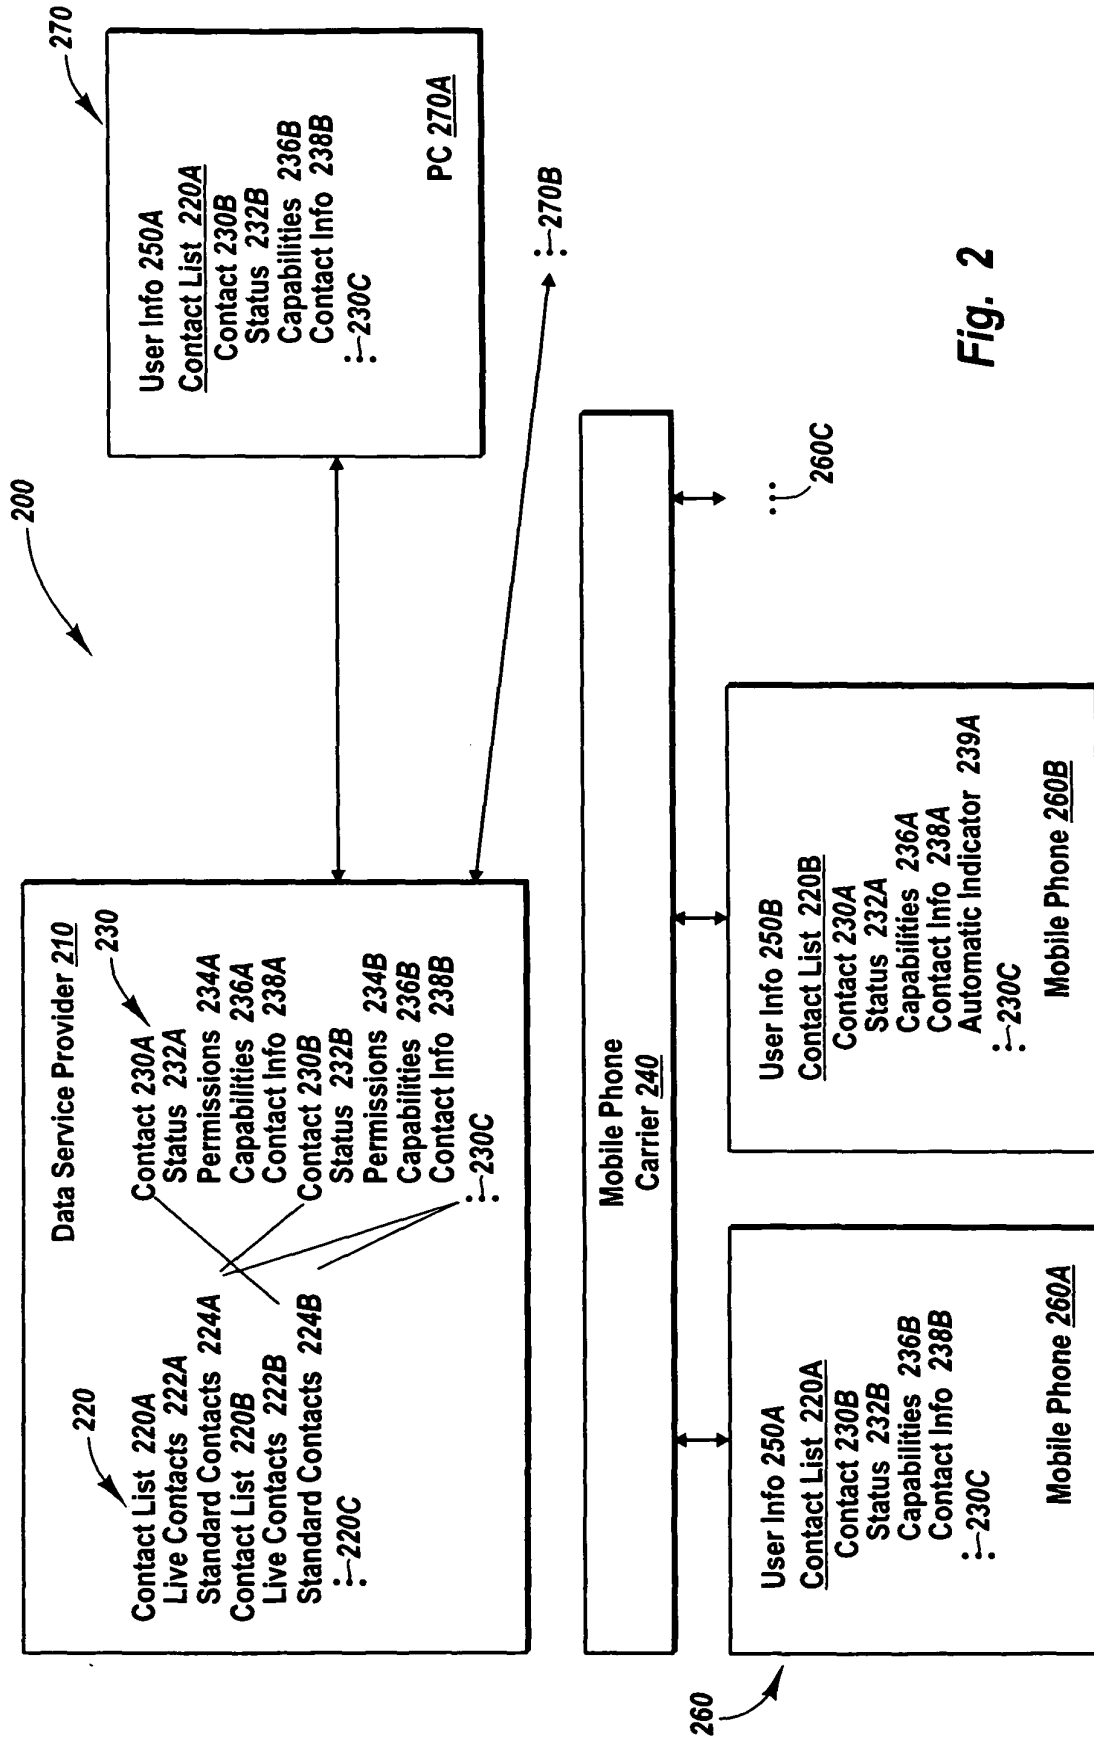 200
Data Service Provider 210
220
Contact List 220A
Live Contacts 222A
Standard Contacts 224A
Contact List 220B
Live Contacts 222B
Standard Contacts 224B
220C
230
Contact 230A
Status 232A
Permissions 234A
Capabilities 236A
Contact Info 238A
Contact 230B
Status 232B
Permissions 234B
Capabilities 236B
Contact Info 238B
230C
270
User Info 250A
Contact List 220A
Contact 230B
Status 232B
Capabilities 236B
Contact Info 238B
230C
PC 270A
270B
Mobile Phone
Carrier 240
260
User Info 250A
Contact List 220A
Contact 230B
Status 232B
Capabilities 236B
Contact Info 238B
230C
Mobile Phone 260A
User Info 250B
Contact List 220B
Contact 230A
Status 232A
Capabilities 236A
Contact Info 238A
Automatic Indicator 239A
230C
Mobile Phone 260B
260C
Fig. 2